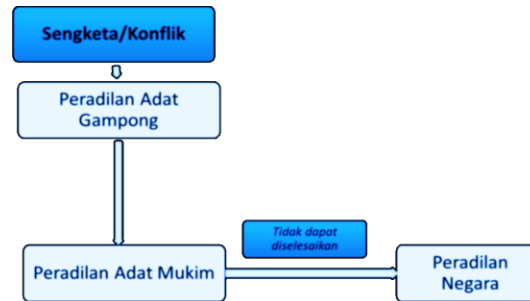 Sengketa/Konflik
Peradilan Adat
Gampong
Tidak dapat
diselesaikan
Peradilan Adat Mukim
Peradilan
Negara